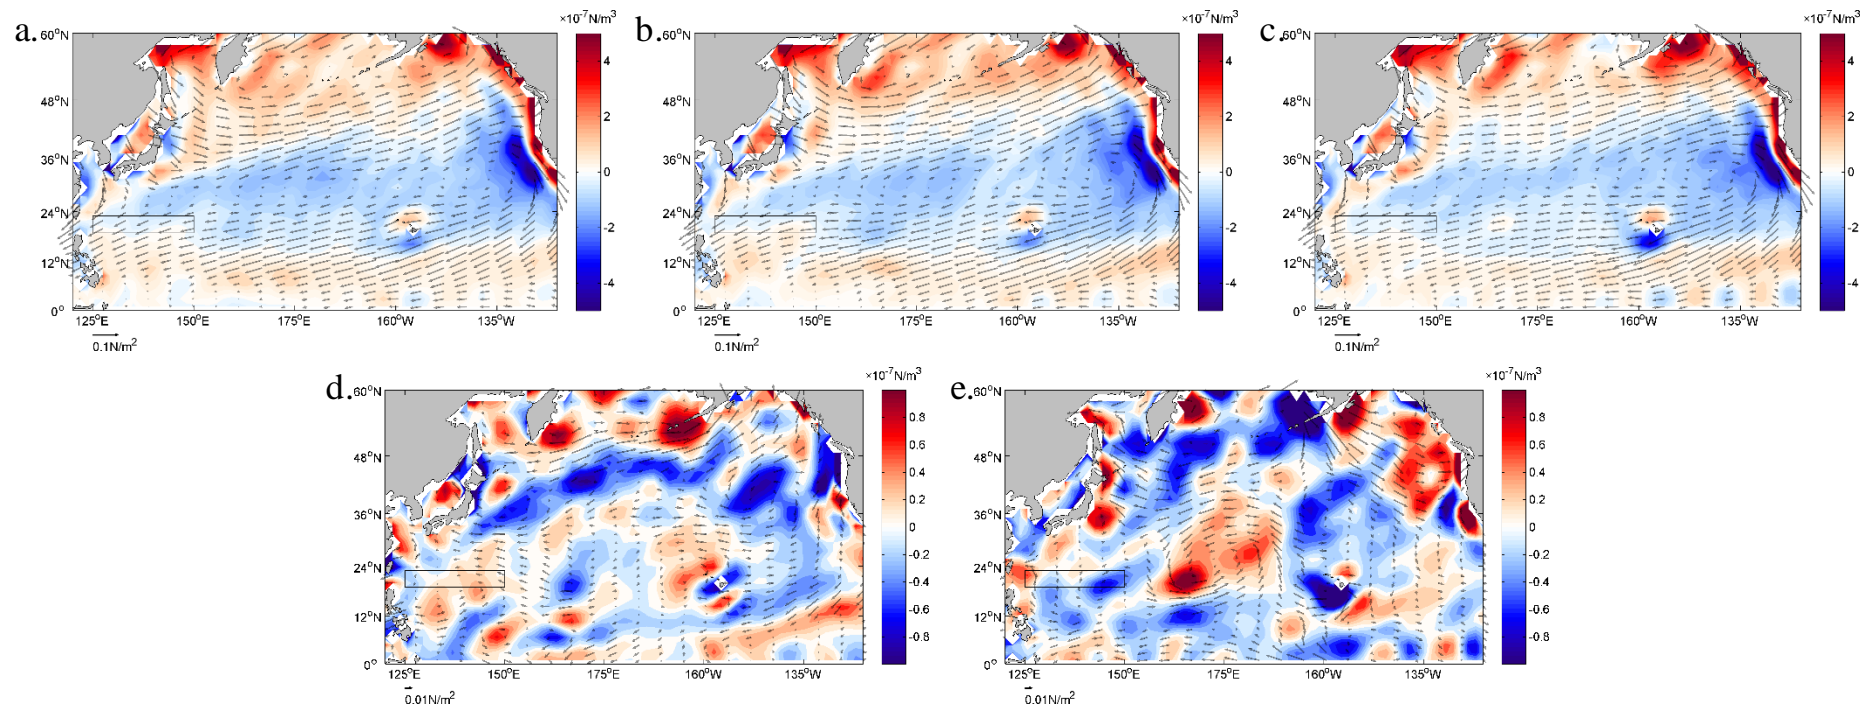 a.
×10⁻⁷N/m³
60°N
48°N
36°N
24°N
12°N
0°
125°E
150°E
175°E
160°W
135°W
4
2
0
-2
-4
0.1N/m²
b.
×10⁻⁷N/m³
60°N
48°N
36°N
24°N
12°N
0°
125°E
150°E
175°E
160°W
135°W
4
2
0
-2
-4
0.1N/m²
c.
×10⁻⁷N/m³
60°N
48°N
36°N
24°N
12°N
0°
125°E
150°E
175°E
160°W
135°W
4
2
0
-2
-4
0.1N/m²
d.
×10⁻⁷N/m³
60°N
48°N
36°N
24°N
12°N
0°
125°E
150°E
175°E
160°W
135°W
0.8
0.6
0.4
0.2
0
-0.2
-0.4
-0.6
-0.8
0.01N/m²
e.
×10⁻⁷N/m³
60°N
48°N
36°N
24°N
12°N
0°
125°E
150°E
175°E
160°W
135°W
0.8
0.6
0.4
0.2
0
-0.2
-0.4
-0.6
-0.8
0.01N/m²